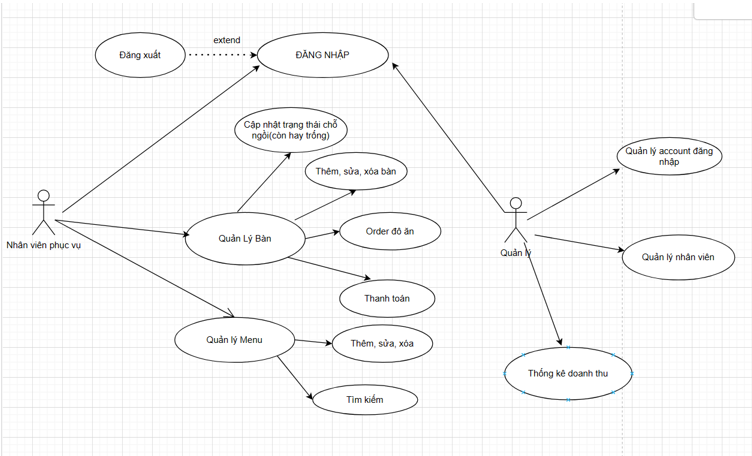 extend
Đăng xuất
ĐĂNG NHẬP
Cập nhật trạng thái chỗ
ngồi(còn hay trống)
Thêm, sửa, xóa bàn
Quản lý account đăng
nhập
Nhân viên phục vụ
Quản Lý Bàn
Order đồ ăn
Quản lý
Quản lý nhân viên
Thanh toán
Quản lý Menu
Thêm, sửa, xóa
Thống kê doanh thu
Tìm kiếm